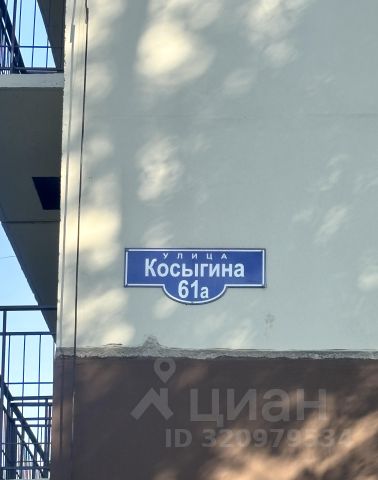 УЛИЦА
Косыгина
61а
циан
ID 320979534